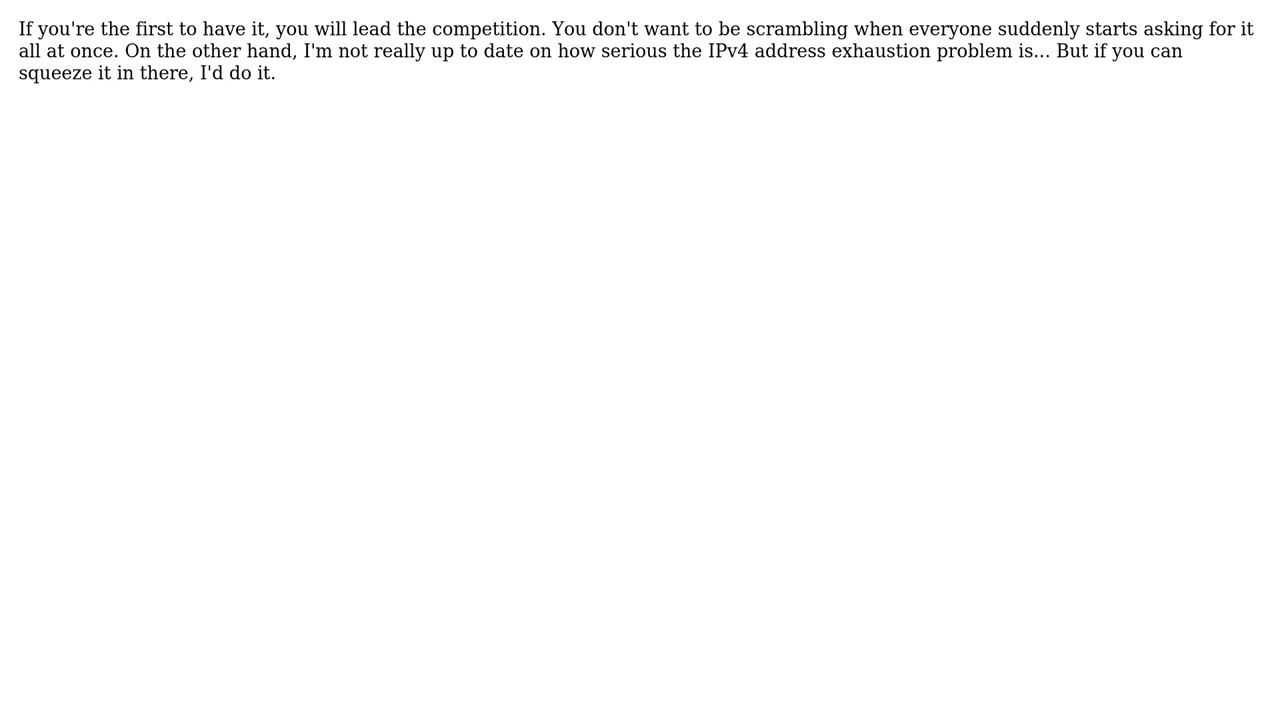 If you're the first to have it, you will lead the competition. You don't want to be scrambling when everyone suddenly starts asking for it
all at once. On the other hand, I'm not really up to date on how serious the IPv4 address exhaustion problem is... But if you can
squeeze it in there, I'd do it.